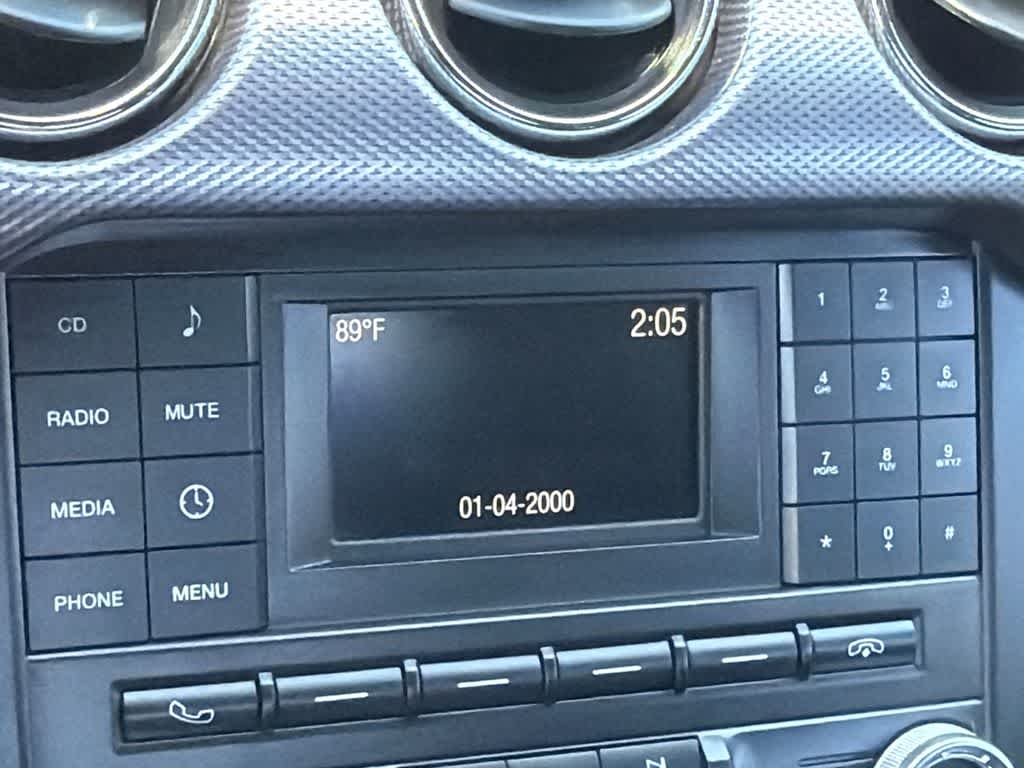 89°F
2:05
01-04-2000
CD
RADIO
MUTE
MEDIA
PHONE
MENU
1
2
ABC
3
DEF
4
GHI
5
JKL
6
MNO
7
PQRS
8
TUV
9
WXYZ
*
0
+
#